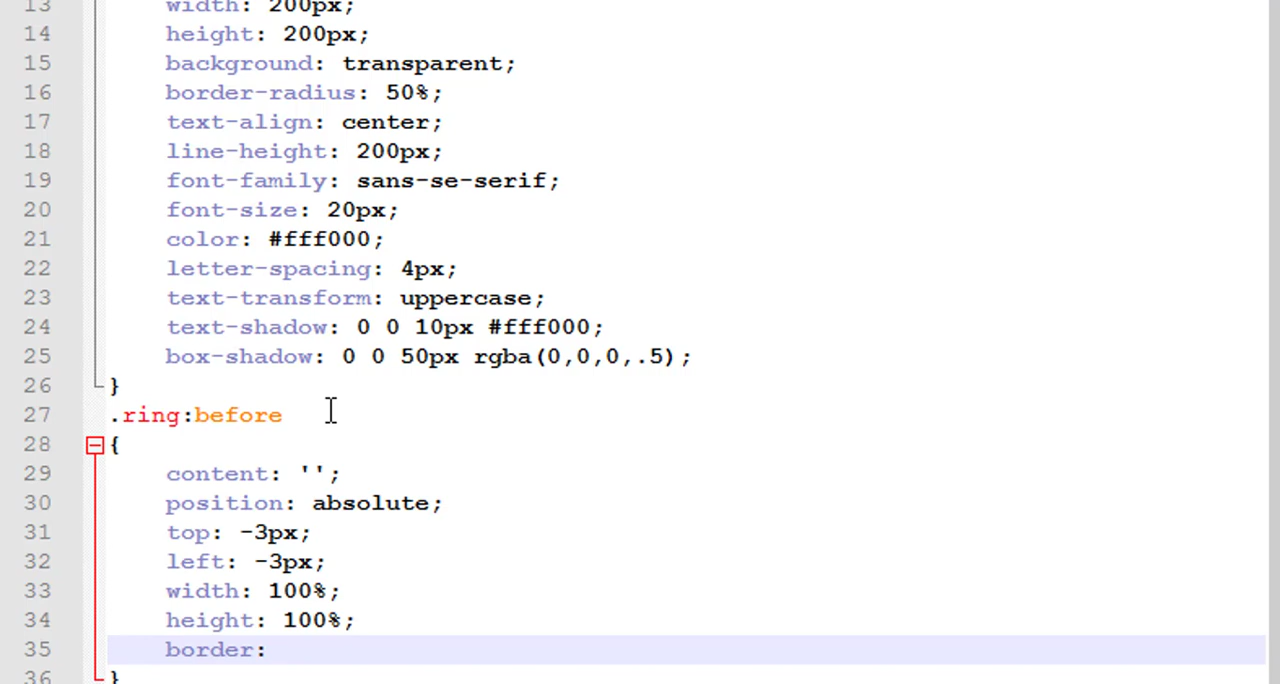 13 width: 200px;
14 height: 200px;
15 background: transparent;
16 border-radius: 50%;
17 text-align: center;
18 line-height: 200px;
19 font-family: sans-se-serif;
20 font-size: 20px;
21 color: #fff000;
22 letter-spacing: 4px;
23 text-transform: uppercase;
24 text-shadow: 0 0 10px #fff000;
25 box-shadow: 0 0 50px rgba(0,0,0,.5);
26 }
27 .ring:before
28 {
29 content: '';
30 position: absolute;
31 top: -3px;
32 left: -3px;
33 width: 100%;
34 height: 100%;
35 border:
36 }